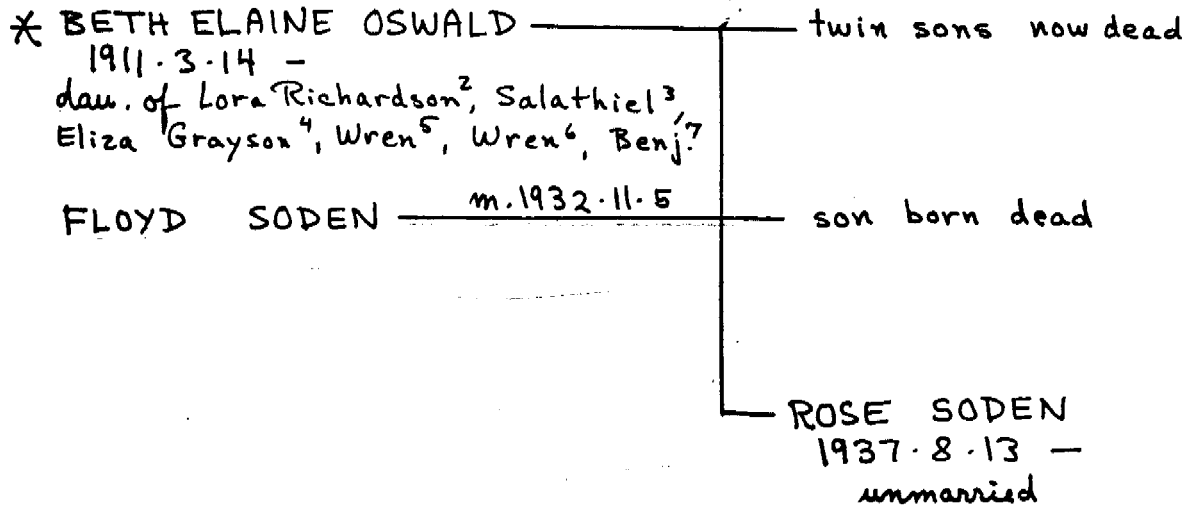 * BETH ELAINE OSWALD
1911·3·14 –
dau. of Lora Richardson², Salathiel³,
Eliza Grayson⁴, Wren⁵, Wren⁶, Benj.⁷
twin sons now dead
FLOYD SODEN
m. 1932·11·5
son born dead
ROSE SODEN
1937·8·13 –
unmarried